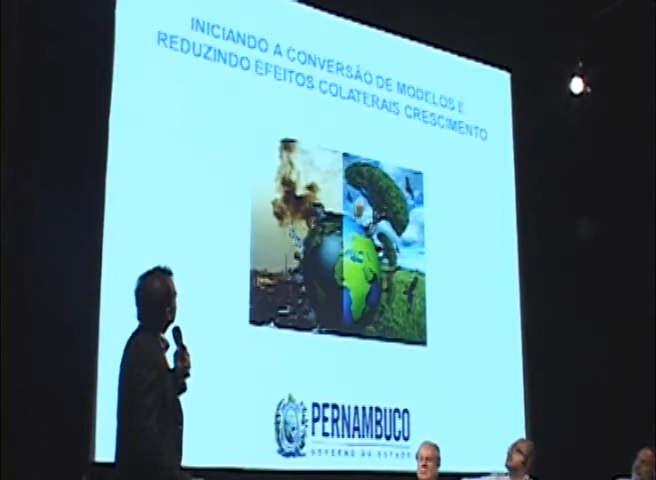 INICIANDO A CONVERSÃO DE MODELOS E
REDUZINDO EFEITOS COLATERAIS CRESCIMENTO
PERNAMBUCO
GOVERNO DO ESTADO